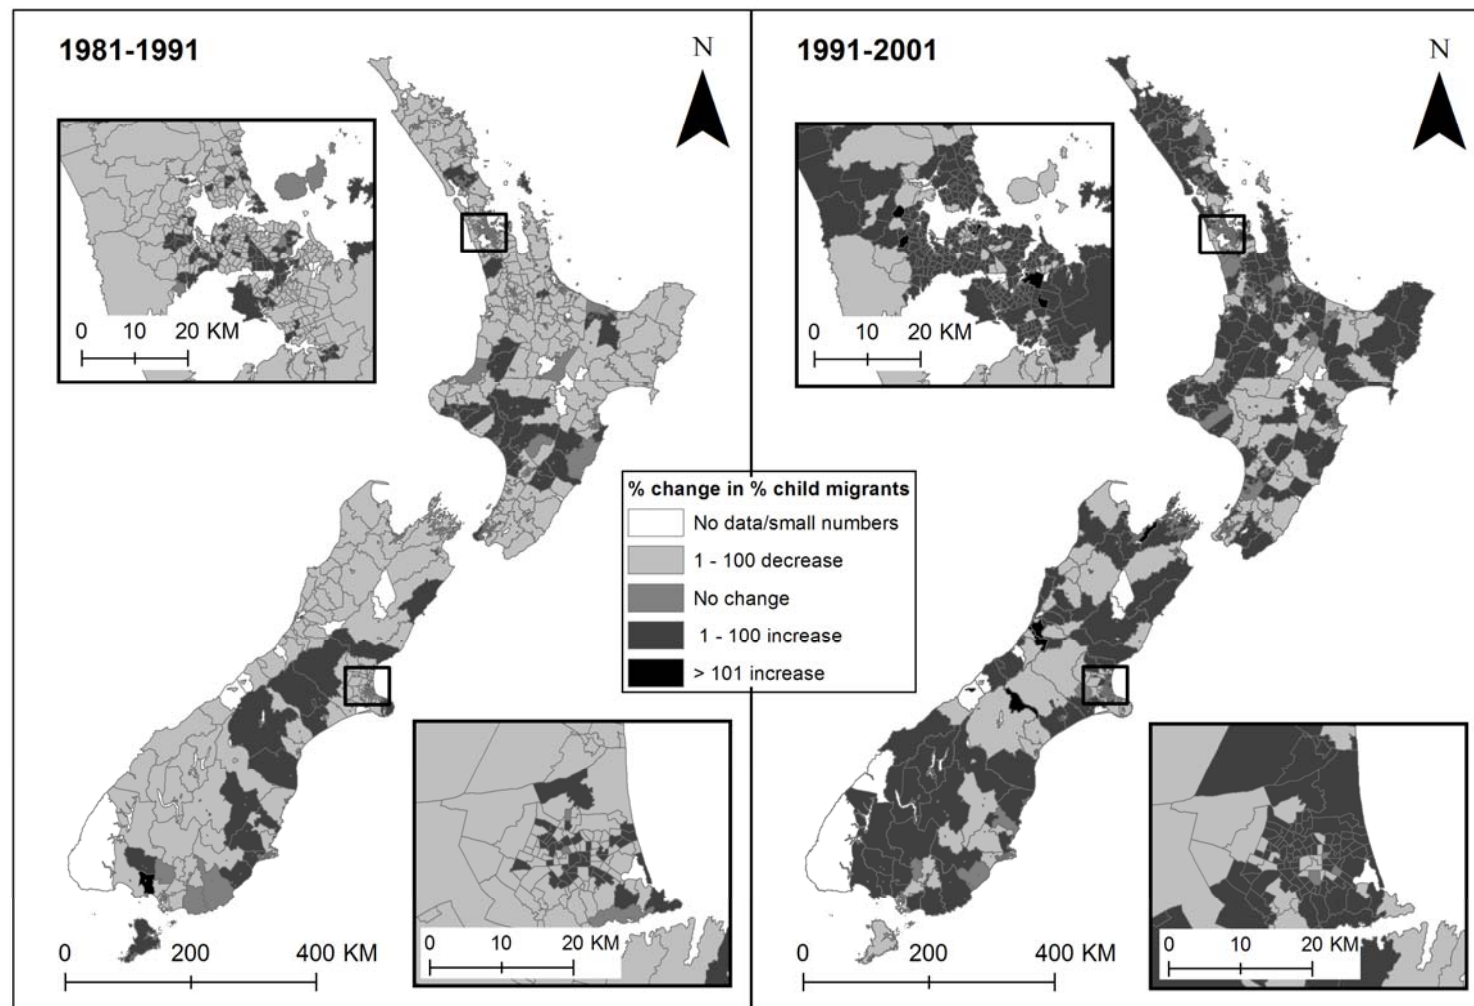 1981-1991
N
0 10 20 KM
0 200 400 KM
0 10 20 KM
% change in % child migrants
No data/small numbers
1 - 100 decrease
No change
1 - 100 increase
> 101 increase
1991-2001
N
0 10 20 KM
0 200 400 KM
0 10 20 KM